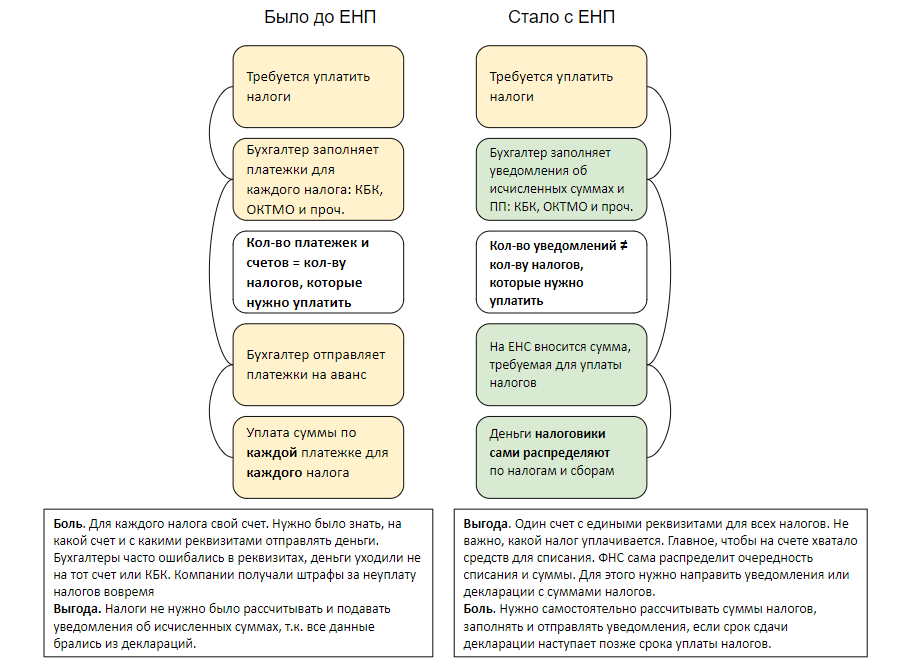 Было до ЕНП
Требуется уплатить
налоги
Бухгалтер заполняет
платежки для
каждого налога: КБК,
ОКТМО и проч.
Кол-во платежек и
счетов = кол-ву
налогов, которые
нужно уплатить
Бухгалтер отправляет
платежки на аванс
Уплата суммы по
каждой платежке для
каждого налога
Боль. Для каждого налога свой счет. Нужно было знать, на
какой счет и с какими реквизитами отправлять деньги.
Бухгалтеры часто ошибались в реквизитах, деньги уходили не
на тот счет или КБК. Компании получали штрафы за неуплату
налогов вовремя
Выгода. Налоги не нужно было рассчитывать и подавать
уведомления об исчисленных суммах, т.к. все данные
брались из деклараций.
Стало с ЕНП
Требуется уплатить
налоги
Бухгалтер заполняет
уведомления об
исчисленных суммах и
ПП: КБК, ОКТМО и проч.
Кол-во уведомлений ≠
кол-ву налогов,
которые нужно
уплатить
На ЕНС вносится сумма,
требуемая для уплаты
налогов
Деньги налоговики
сами распределяют
по налогам и сборам
Выгода. Один счет с едиными реквизитами для всех налогов. Не
важно, какой налог уплачивается. Главное, чтобы на счете хватало
средств для списания. ФНС сама распределит очередность
списания и суммы. Для этого нужно направить уведомления или
декларации с суммами налогов.
Боль. Нужно самостоятельно рассчитывать суммы налогов,
заполнять и отправлять уведомления, если срок сдачи
декларации наступает позже срока уплаты налогов.